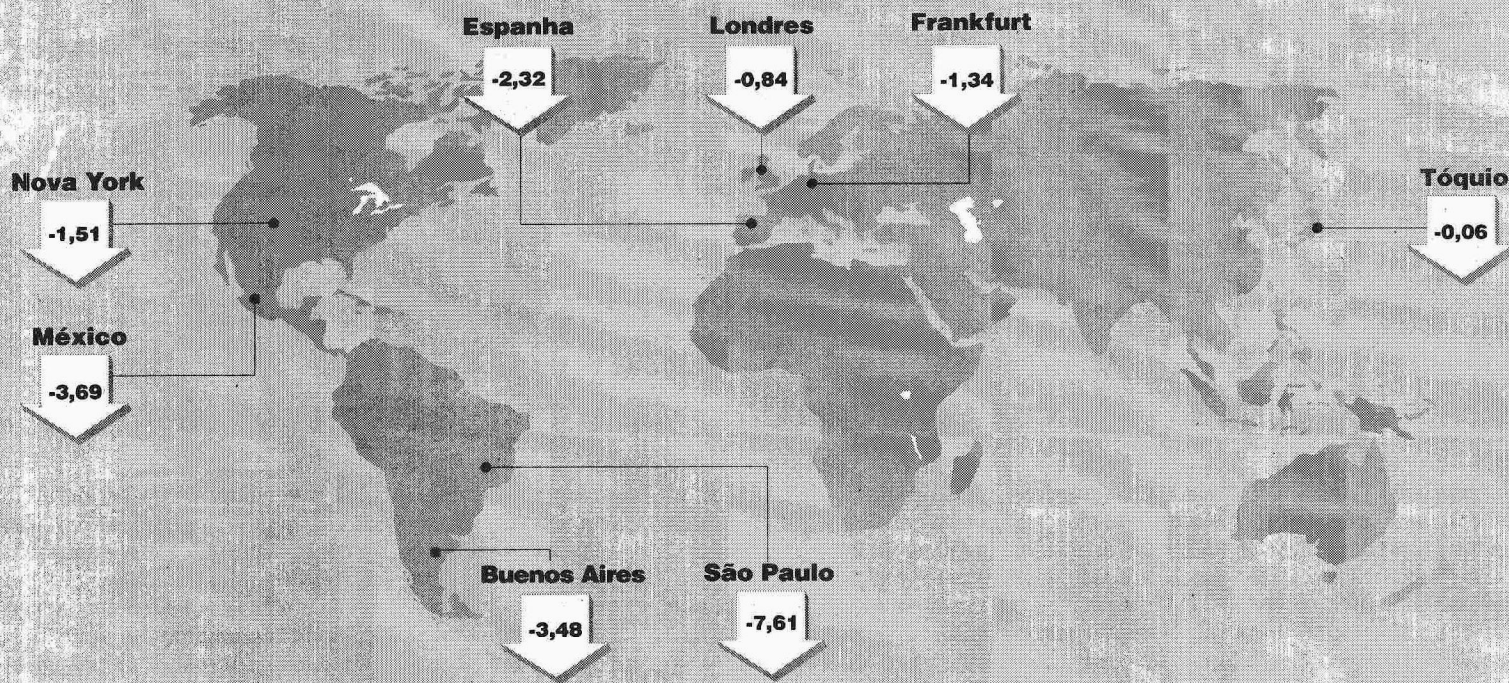 Espanha
-2,32
Londres
-0,84
Frankfurt
-1,34
Nova York
-1,51
Tóquio
-0,06
México
-3,69
Buenos Aires
-3,48
São Paulo
-7,61